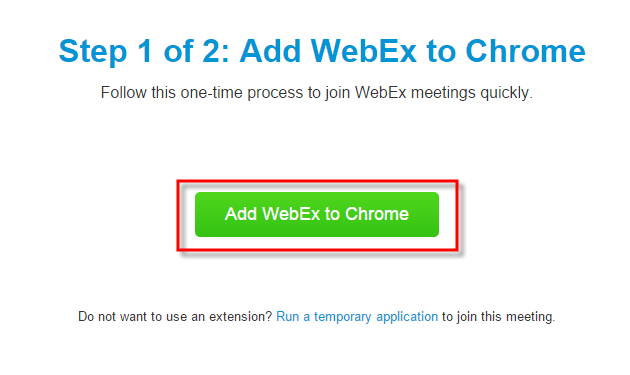 Step 1 of 2: Add WebEx to Chrome
Follow this one-time process to join WebEx meetings quickly.
Add WebEx to Chrome
Do not want to use an extension? Run a temporary application to join this meeting.